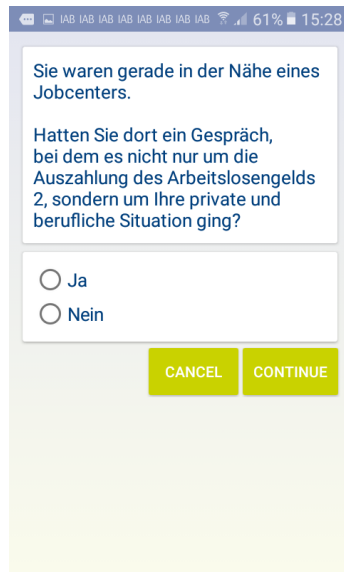 IAB IAB IAB IAB IAB IAB IAB IAB 61% 15:28
Sie waren gerade in der Nähe eines
Jobcenters.
Hatten Sie dort ein Gespräch,
bei dem es nicht nur um die
Auszahlung des Arbeitslosengelds
2, sondern um Ihre private und
berufliche Situation ging?
Ja
Nein
CANCEL CONTINUE